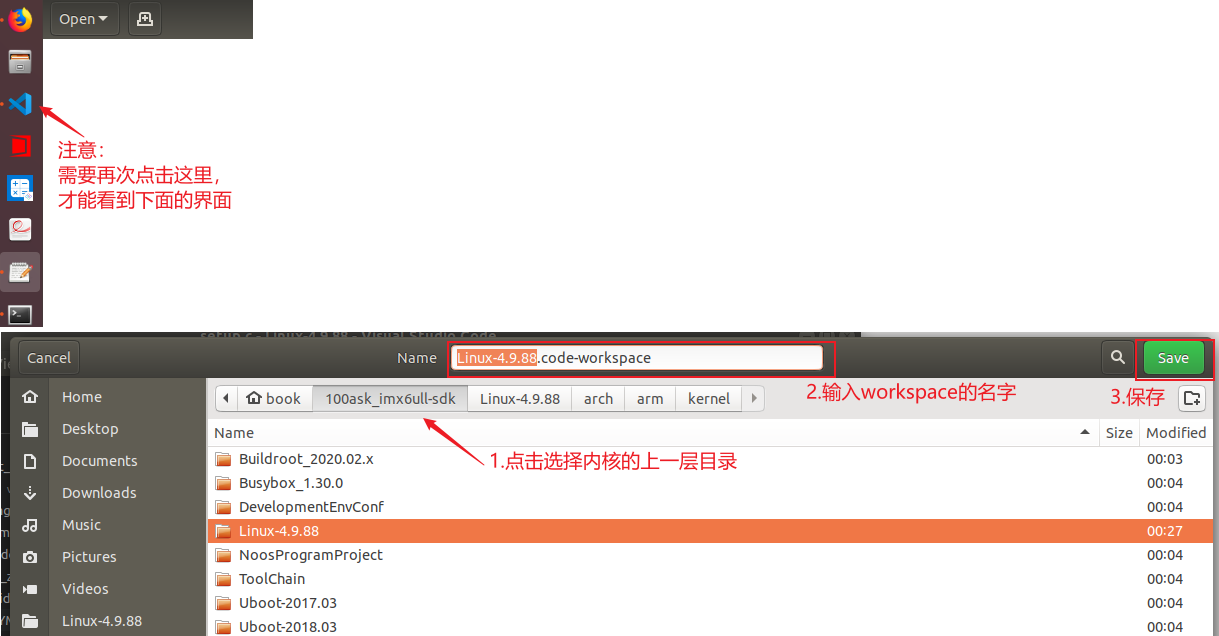 Open
注意：
需要再次点击这里，
才能看到下面的界面
setup.c - Linux-4.9.88 - Visual Studio Code
Cancel
Name
Linux-4.9.88.code-workspace
Save
book
100ask_imx6ull-sdk
Linux-4.9.88
arch
arm
kernel
2.输入workspace的名字
3.保存
1.点击选择内核的上一层目录
Home
Desktop
Documents
Downloads
Music
Pictures
Videos
Linux-4.9.88
Name Size Modified
Buildroot_2020.02.x 00:03
Busybox_1.30.0 00:04
DevelopmentEnvConf 00:04
Linux-4.9.88 00:27
NoosProgramProject 00:04
ToolChain 00:04
Uboot-2017.03 00:04
Uboot-2018.03 00:04